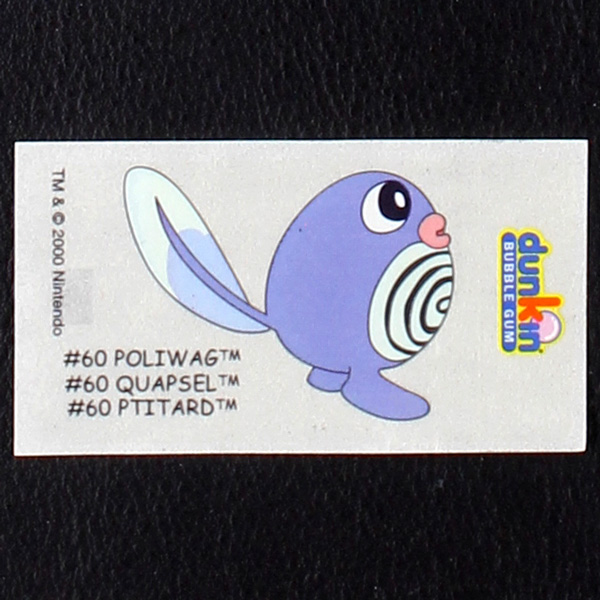 TM & © 2000 Nintendo
#60 POLIWAG™
#60 QUAPSEL™
#60 PTITARD™
dunkin
BUBBLE GUM